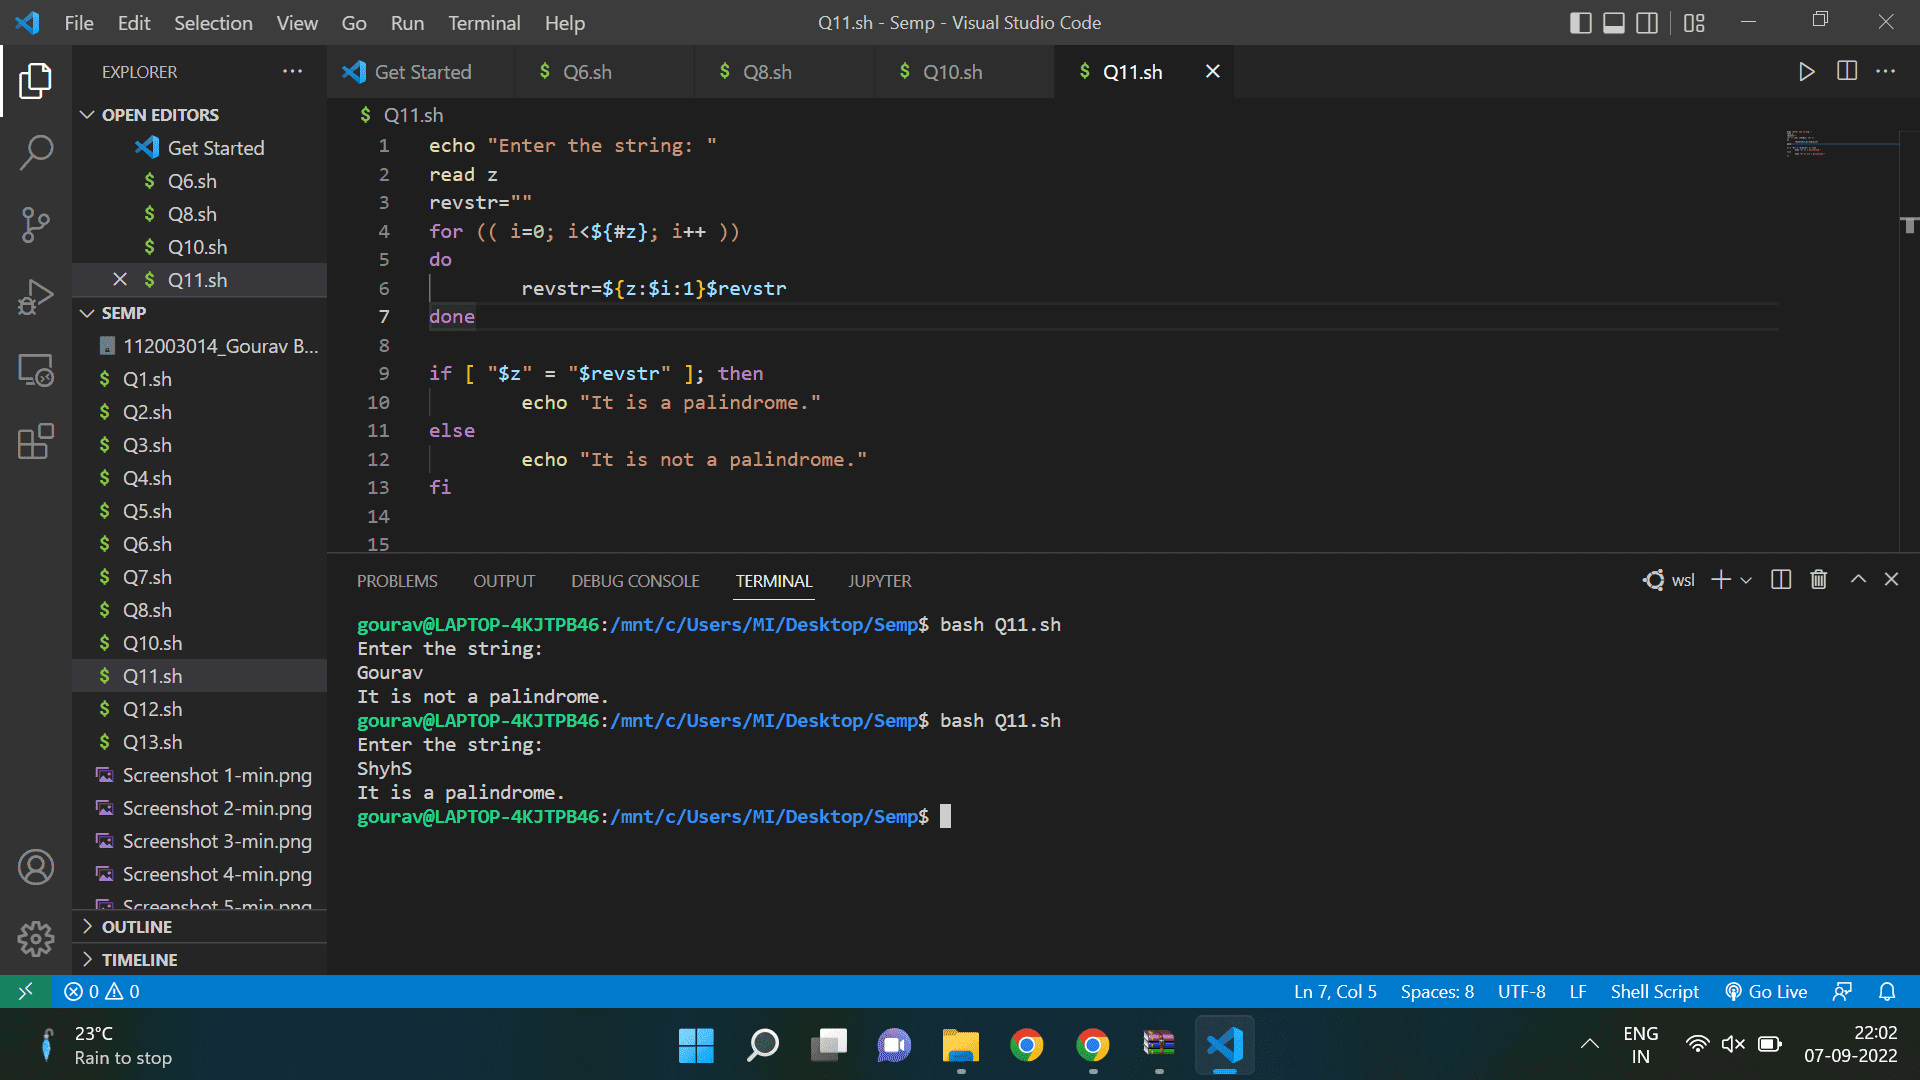 File Edit Selection View Go Run Terminal Help
Q11.sh - Semp - Visual Studio Code
EXPLORER
OPEN EDITORS
Get Started
$ Q6.sh
$ Q8.sh
$ Q10.sh
$ Q11.sh
SEMP
112003014_Gourav B...
$ Q1.sh
$ Q2.sh
$ Q3.sh
$ Q4.sh
$ Q5.sh
$ Q6.sh
$ Q7.sh
$ Q8.sh
$ Q10.sh
$ Q11.sh
$ Q12.sh
$ Q13.sh
Screenshot 1-min.png
Screenshot 2-min.png
Screenshot 3-min.png
Screenshot 4-min.png
Screenshot 5-min.png
OUTLINE
TIMELINE
Get Started $ Q6.sh $ Q8.sh $ Q10.sh $ Q11.sh
$ Q11.sh
1 echo "Enter the string: "
2 read z
3 revstr=""
4 for (( i=0; i<${#z}; i++ ))
5 do
6 revstr=${z:$i:1}$revstr
7 done
8
9 if [ "$z" = "$revstr" ]; then
10 echo "It is a palindrome."
11 else
12 echo "It is not a palindrome."
13 fi
14
15
PROBLEMS OUTPUT DEBUG CONSOLE TERMINAL JUPYTER
wsl
gourav@LAPTOP-4KJTPB46:/mnt/c/Users/MI/Desktop/Semp$ bash Q11.sh
Enter the string:
Gourav
It is not a palindrome.
gourav@LAPTOP-4KJTPB46:/mnt/c/Users/MI/Desktop/Semp$ bash Q11.sh
Enter the string:
ShyhS
It is a palindrome.
gourav@LAPTOP-4KJTPB46:/mnt/c/Users/MI/Desktop/Semp$
0 0
Ln 7, Col 5 Spaces: 8 UTF-8 LF Shell Script Go Live
23°C
Rain to stop
ENG
IN
22:02
07-09-2022